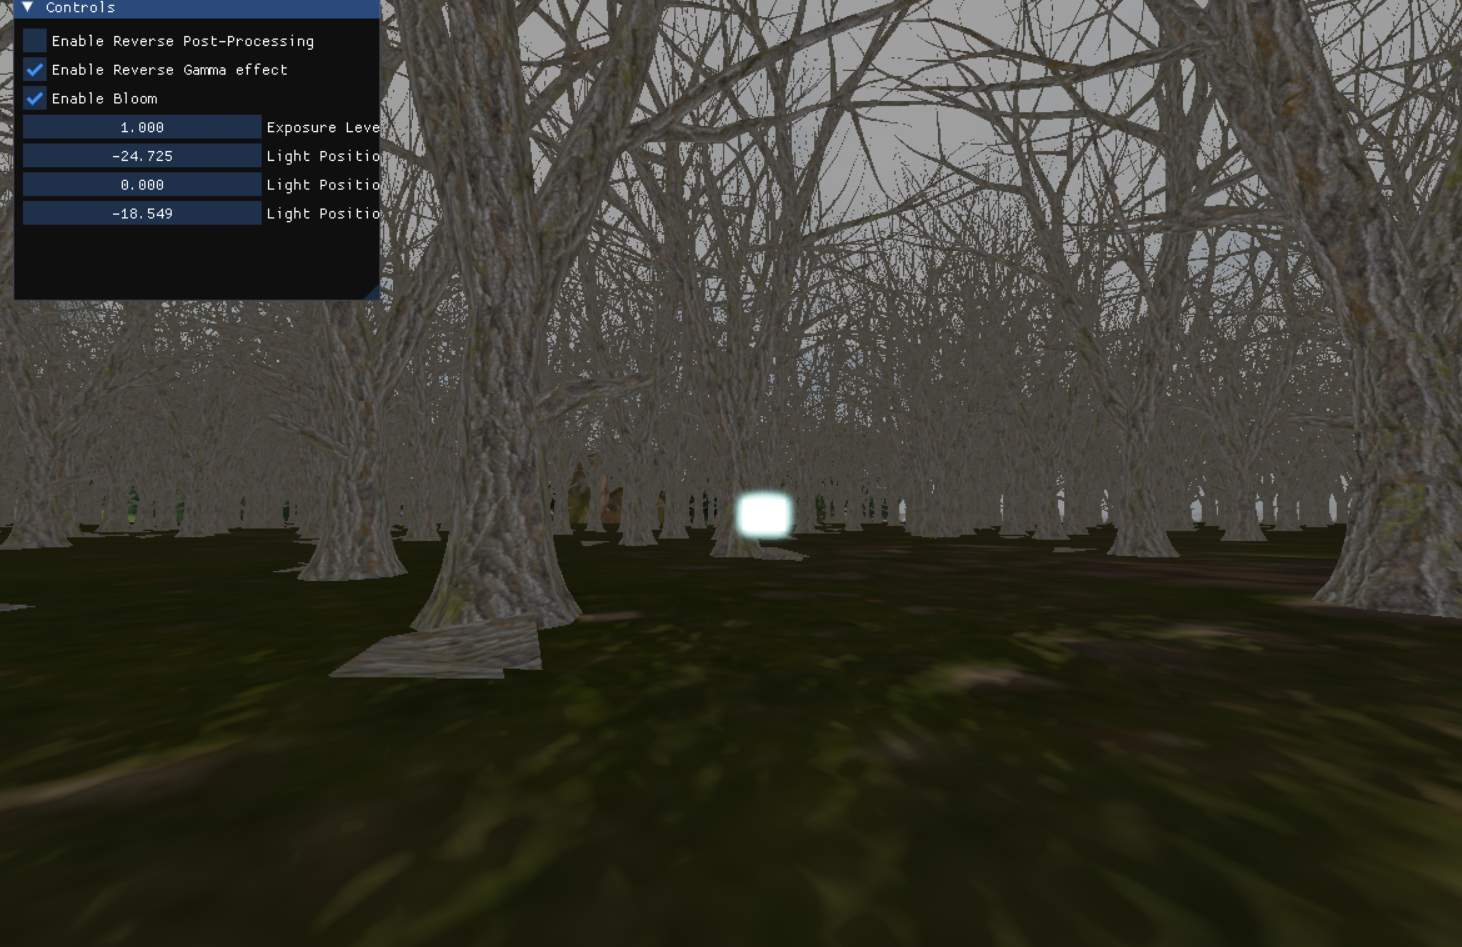 Controls
Enable Reverse Post-Processing
Enable Reverse Gamma effect
Enable Bloom
1.000 Exposure Leve
-24.725 Light Positio
0.000 Light Positio
-18.549 Light Positio